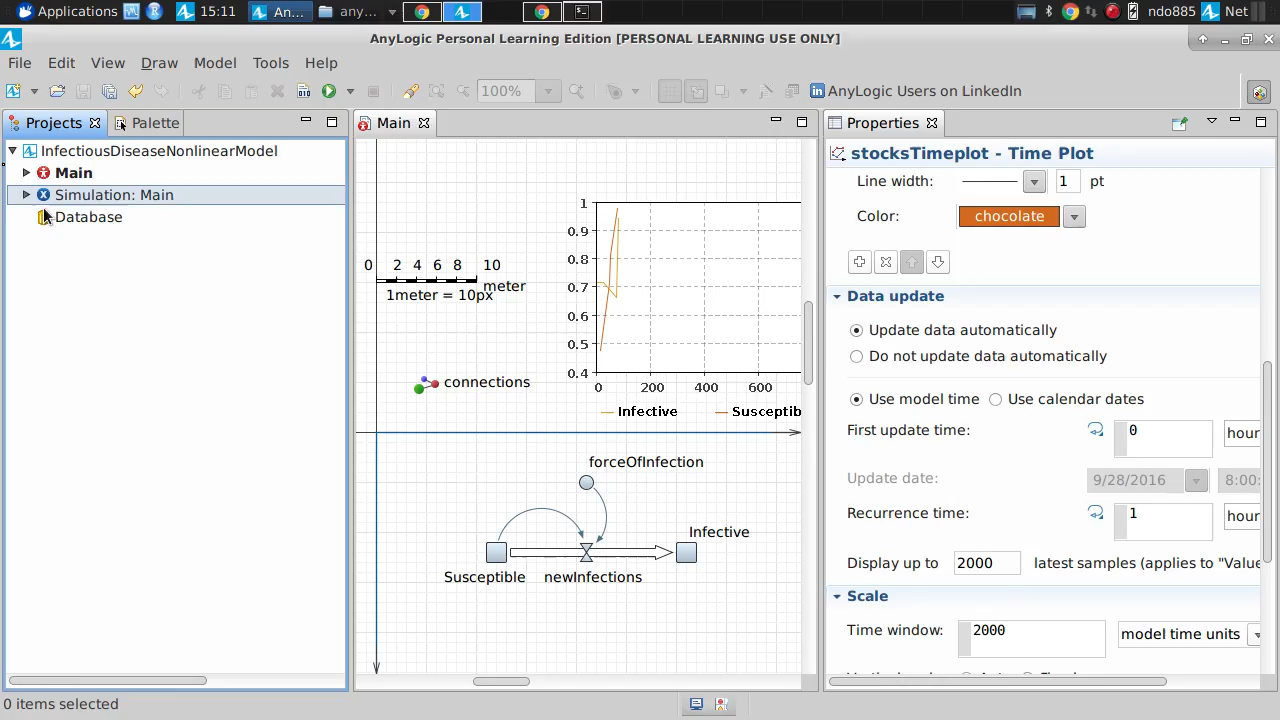 Applications 15:11 An... any... ndo885 Net
AnyLogic Personal Learning Edition [PERSONAL LEARNING USE ONLY]
File Edit View Draw Model Tools Help
100% AnyLogic Users on LinkedIn
Projects Palette
InfectiousDiseaseNonlinearModel
Main
Simulation: Main
Database
Main
0 2 4 6 8 10
meter
1meter = 10px
1
0.9
0.8
0.7
0.6
0.5
0.4
0 200 400 600
Infective Susceptib
connections
forceOfInfection
Infective
Susceptible newInfections
Properties
stocksTimeplot - Time Plot
Line width: 1 pt
Color: chocolate
Data update
Update data automatically
Do not update data automatically
Use model time Use calendar dates
First update time: 0 hour
Update date: 9/28/2016 8:00:
Recurrence time: 1 hour
Display up to 2000 latest samples (applies to "Value
Scale
Time window: 2000 model time units
0 items selected